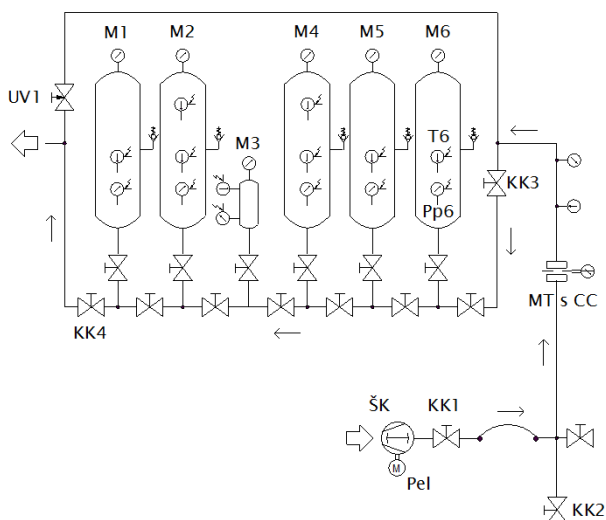 M1 M2 M4 M5 M6
UV1
M3 T6
KK3
Pp6
MT s CC
KK4
ŠK KK1
M
Pel
KK2